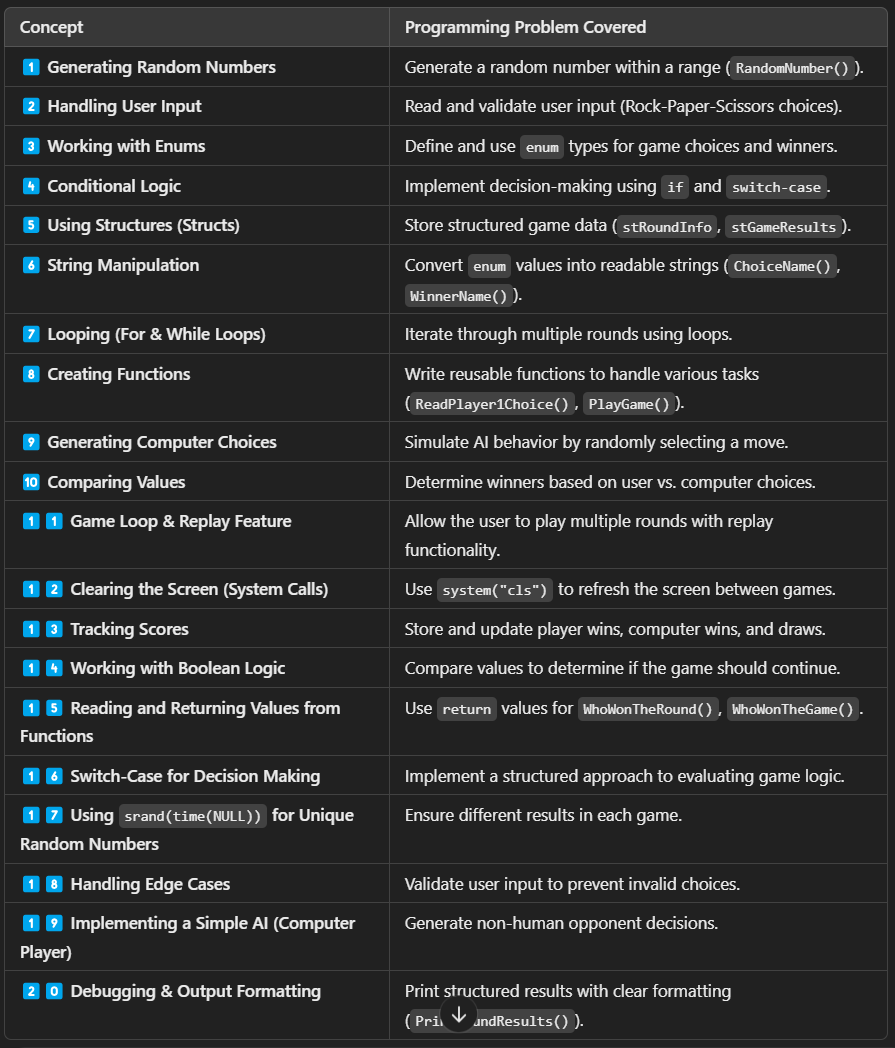 Concept Programming Problem Covered
1 Generating Random Numbers Generate a random number within a range (RandomNumber()).
2 Handling User Input Read and validate user input (Rock-Paper-Scissors choices).
3 Working with Enums Define and use enum types for game choices and winners.
4 Conditional Logic Implement decision-making using if and switch-case.
5 Using Structures (Structs) Store structured game data (stRoundInfo, stGameResults).
6 String Manipulation Convert enum values into readable strings (ChoiceName(),
WinnerName()).
7 Looping (For & While Loops) Iterate through multiple rounds using loops.
8 Creating Functions Write reusable functions to handle various tasks
(ReadPlayer1Choice(), PlayGame()).
9 Generating Computer Choices Simulate AI behavior by randomly selecting a move.
10 Comparing Values Determine winners based on user vs. computer choices.
1 1 Game Loop & Replay Feature Allow the user to play multiple rounds with replay
functionality.
1 2 Clearing the Screen (System Calls) Use system("cls") to refresh the screen between games.
1 3 Tracking Scores Store and update player wins, computer wins, and draws.
1 4 Working with Boolean Logic Compare values to determine if the game should continue.
1 5 Reading and Returning Values from Use return values for WhoWonTheRound(), WhoWonTheGame().
Functions
1 6 Switch-Case for Decision Making Implement a structured approach to evaluating game logic.
1 7 Using srand(time(NULL)) for Unique Ensure different results in each game.
Random Numbers
1 8 Handling Edge Cases Validate user input to prevent invalid choices.
1 9 Implementing a Simple AI (Computer Generate non-human opponent decisions.
Player)
2 0 Debugging & Output Formatting Print structured results with clear formatting